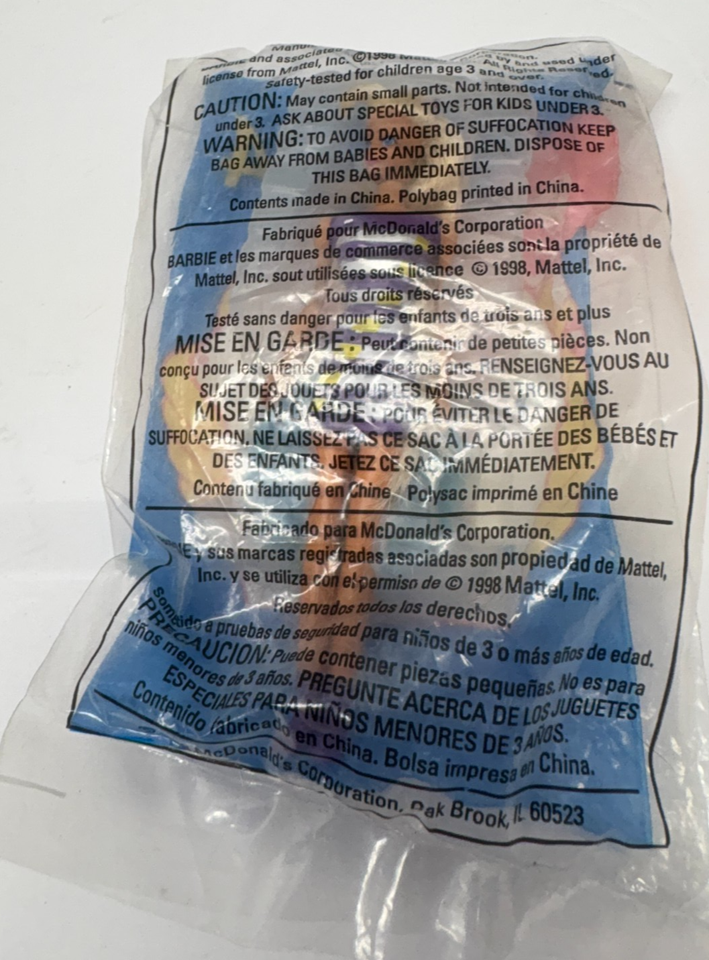 and associated by and used under
license from Mattel, Inc. ©1998 All Rights Reserved.
Safety-tested for children age 3 and over.
CAUTION: May contain small parts. Not intended for children
under 3. ASK ABOUT SPECIAL TOYS FOR KIDS UNDER 3.
WARNING: TO AVOID DANGER OF SUFFOCATION KEEP
BAG AWAY FROM BABIES AND CHILDREN. DISPOSE OF
THIS BAG IMMEDIATELY.
Contents made in China. Polybag printed in China.
Fabriqué pour McDonald's Corporation
BARBIE et les marques de commerce associées sont la propriété de
Mattel, Inc. sout utilisées sous licence © 1998, Mattel, Inc.
Tous droits réservés
Testé sans danger pour les enfants de trois ans et plus
MISE EN GARDE : Peut contenir de petites pièces. Non
conçu pour les enfants de moins de trois ans. RENSEIGNEZ-VOUS AU
SUJET DES JOUETS POUR LES MOINS DE TROIS ANS.
MISE EN GARDE : POUR ÉVITER LE DANGER DE
SUFFOCATION, NE LAISSEZ PAS CE SAC À LA PORTÉE DES BÉBÉS ET
DES ENFANTS. JETEZ CE SAC IMMÉDIATEMENT.
Contenu fabriqué en Chine Polysac imprimé en Chine
Fabricado para McDonald's Corporation.
y sus marcas registradas asociadas son propiedad de Mattel,
Inc. y se utiliza con el permiso de © 1998 Mattel, Inc.
Reservados todos los derechos.
Sometido a pruebas de seguridad para niños de 3 o más años de edad.
PRECAUCION: Puede contener piezas pequeñas. No es para
niños menores de 3 años. PREGUNTE ACERCA DE LOS JUGUETES
ESPECIALES PARA NIÑOS MENORES DE 3 AÑOS.
Contenido fabricado en China. Bolsa impresa en China.
McDonald's Corporation, Oak Brook, IL 60523